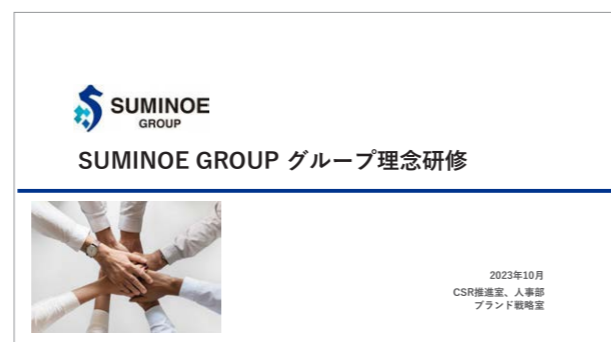 SUMINOE
GROUP
SUMINOE GROUP グループ理念研修
2023年10月
CSR推進室、人事部
ブランド戦略室